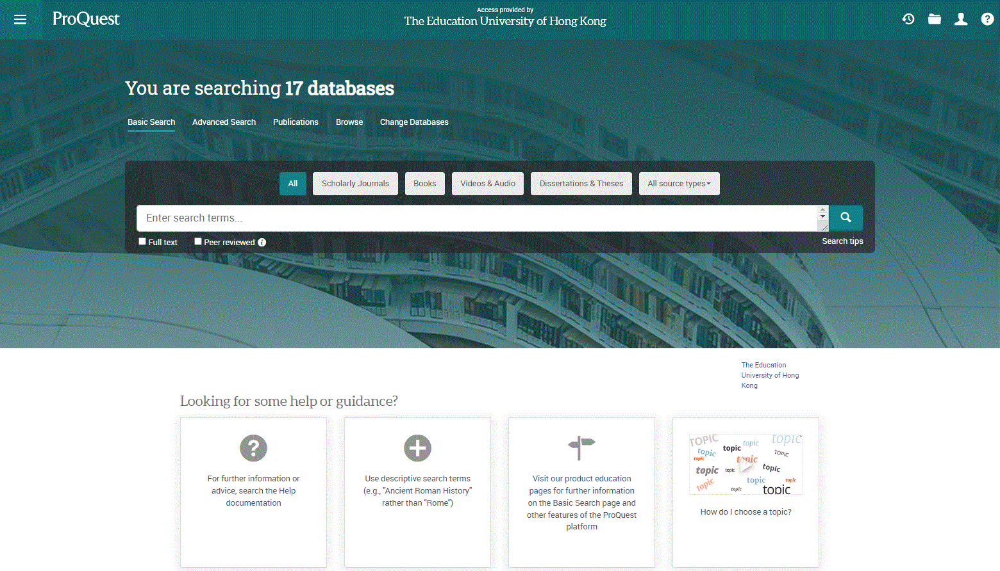 ProQuest
Access provided by
The Education University of Hong Kong
You are searching 17 databases
Basic Search
Advanced Search
Publications
Browse
Change Databases
All
Scholarly Journals
Books
Videos & Audio
Dissertations & Theses
All source types
Enter search terms...
Full text
Peer reviewed
Search tips
The Education
University of Hong
Kong
Looking for some help or guidance?
For further information or
advice, search the Help
documentation
Use descriptive search terms
(e.g., "Ancient Roman History"
rather than "Rome")
Visit our product education
pages for further information
on the Basic Search page and
other features of the ProQuest
platform
TOPIC topic topic
topic topic TOPIC
topic topic
topic topic topic
topic topic topic
topic topic
How do I choose a topic?